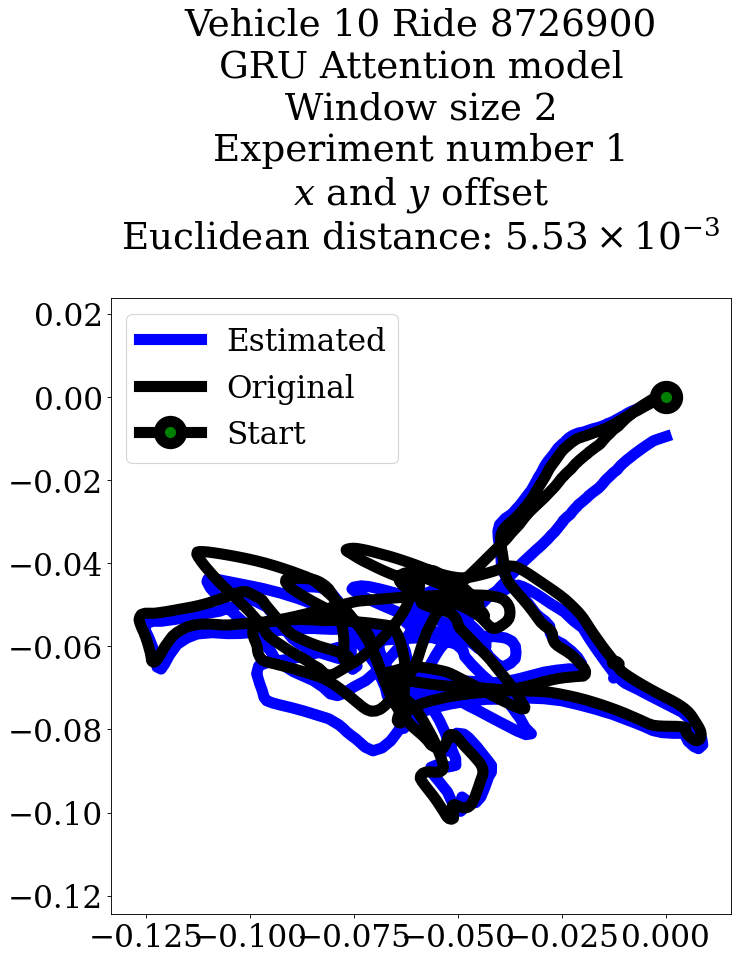 Vehicle 10 Ride 8726900
GRU Attention model
Window size 2
Experiment number 1
x and y offset
Euclidean distance: 5.53 × 10⁻³
Estimated
Original
Start
0.02
0.00
−0.02
−0.04
−0.06
−0.08
−0.10
−0.12
−0.125 −0.100 −0.075 −0.050 −0.025 0.000